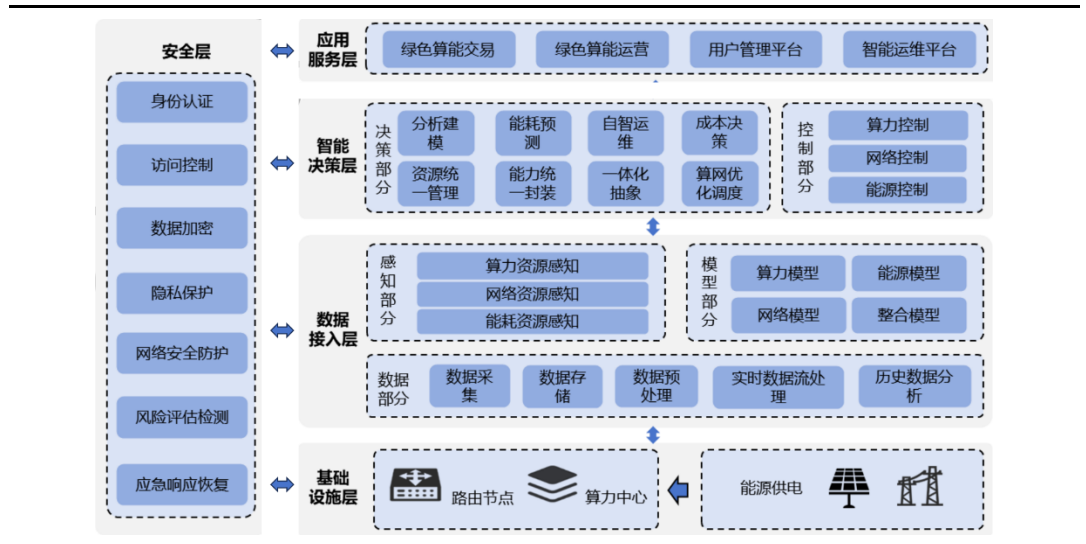 安全层
身份认证
访问控制
数据加密
隐私保护
网络安全防护
风险评估检测
应急响应恢复
应用
服务层
绿色算能交易
绿色算能运营
用户管理平台
智能运维平台
智能
决策层
决
策
部
分
分析建
模
能耗预
测
自智运
维
成本决
策
资源统
一管理
能力统
一封装
一体化
抽象
算网优
化调度
控
制
部
分
算力控制
网络控制
能源控制
数据
接入层
感
知
部
分
算力资源感知
网络资源感知
能耗资源感知
模
型
部
分
算力模型
能源模型
网络模型
整合模型
数据
部分
数据采
集
数据存
储
数据预
处理
实时数据流处
理
历史数据分
析
基础
设施层
路由节点
算力中心
能源供电